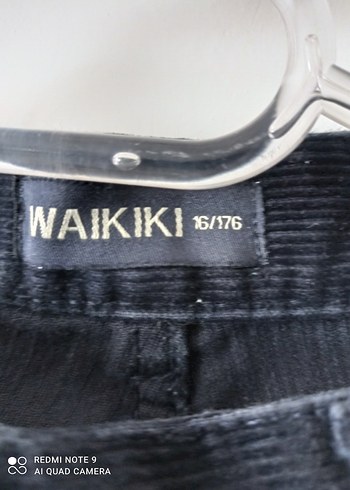 WAIKIKI 16/176
REDMI NOTE 9
AI QUAD CAMERA